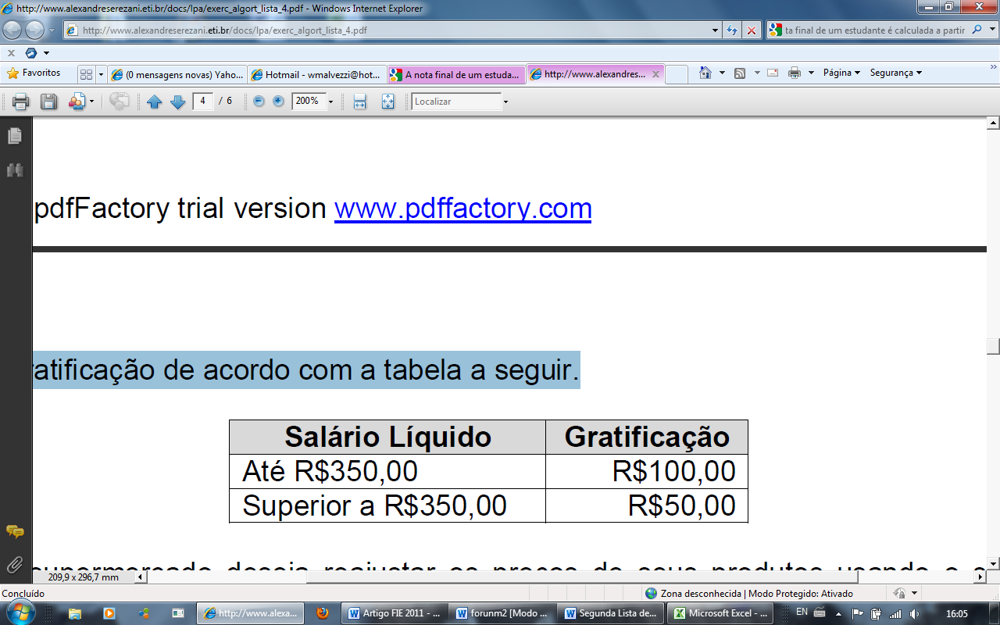 http://www.alexandreserezani.eti.br/docs/lpa/exerc_algort_lista_4.pdf - Windows Internet Explorer
http://www.alexandreserezani.eti.br/docs/lpa/exerc_algort_lista_4.pdf
ta final de um estudante é calculada a partir
Favoritos
(0 mensagens novas) Yaho...
Hotmail - wmalvezzi@hot...
A nota final de um estuda...
http://www.alexandres...
Página
Segurança
4 / 6
200%
Localizar
pdfFactory trial version www.pdffactory.com
ratificação de acordo com a tabela a seguir.
Salário Líquido Gratificação
Até R$350,00 R$100,00
Superior a R$350,00 R$50,00
supermercado deseja reajustar os preços de seus produtos usando o
209,9 x 296,7 mm
Concluído
Zona desconhecida | Modo Protegido: Ativado
http://www.alexa...
Artigo FIE 2011 - ...
forunm2 [Modo ...
Segunda Lista de...
Microsoft Excel - ...
EN
16:05